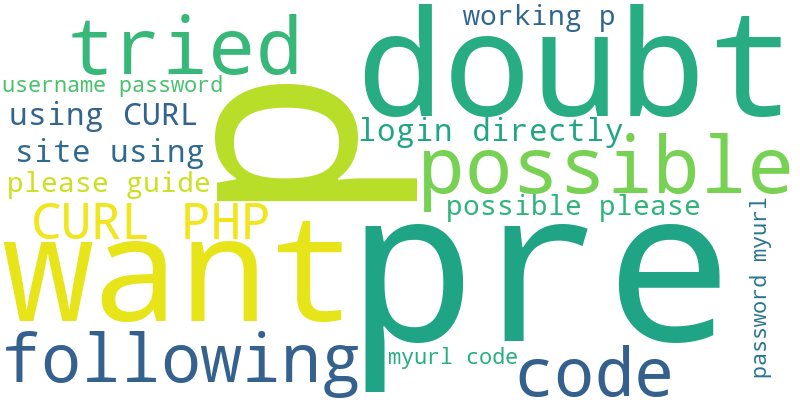 working p
tried
doubt
username password
p
using CURL
login directly
site using
possible
please guide
possible please
CURL PHP
want
pre
password myurl
following
myurl code
code